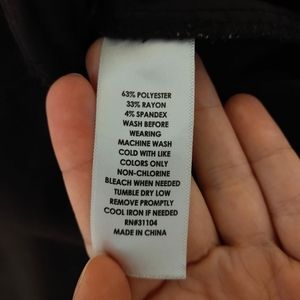 63% POLYESTER
33% RAYON
4% SPANDEX
WASH BEFORE
WEARING
MACHINE WASH
COLD WITH LIKE
COLORS ONLY
NON-CHLORINE
BLEACH WHEN NEEDED
TUMBLE DRY LOW
REMOVE PROMPTLY
COOL IRON IF NEEDED
RN#31104
MADE IN CHINA